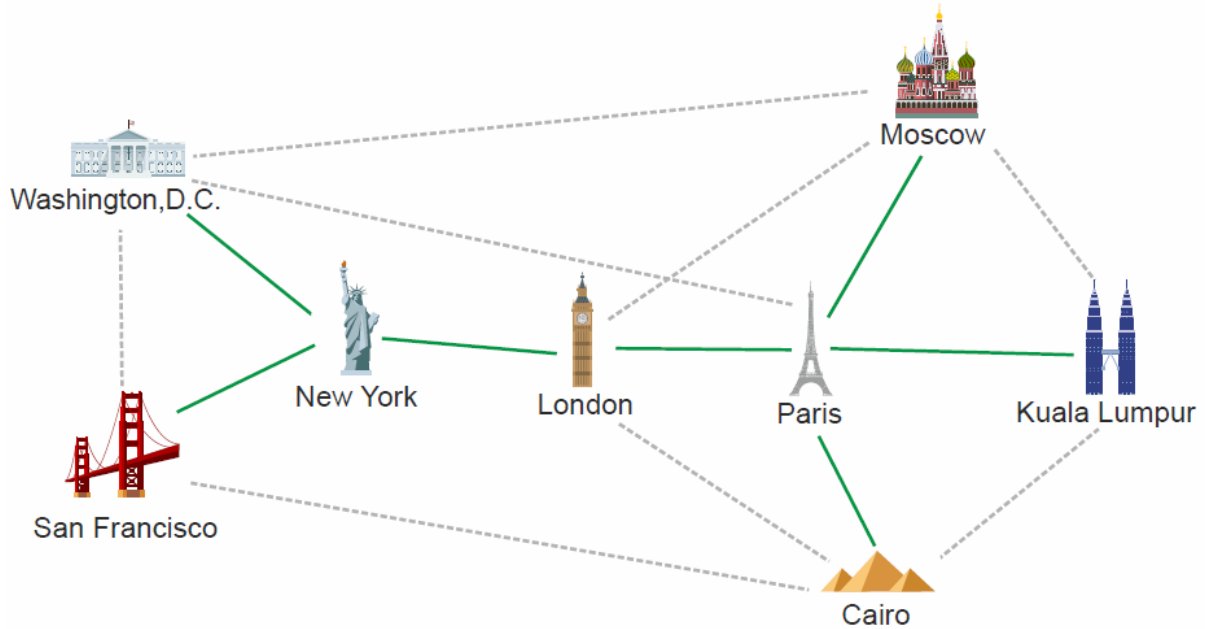 Moscow
Washington,D.C.
New York
London
Paris
Kuala Lumpur
San Francisco
Cairo